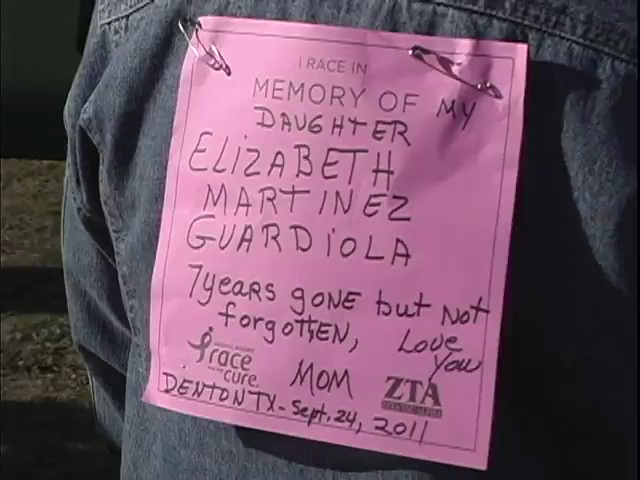 I RACE IN
MEMORY OF MY
DAUGHTER
ELiZABETH
MARTINEZ
GUARDiOLA
7years gONE but Not
forgotteN, Love
You
race
for the
cure.
MOM
ZTA
DENTON TX - Sept. 24, 2011